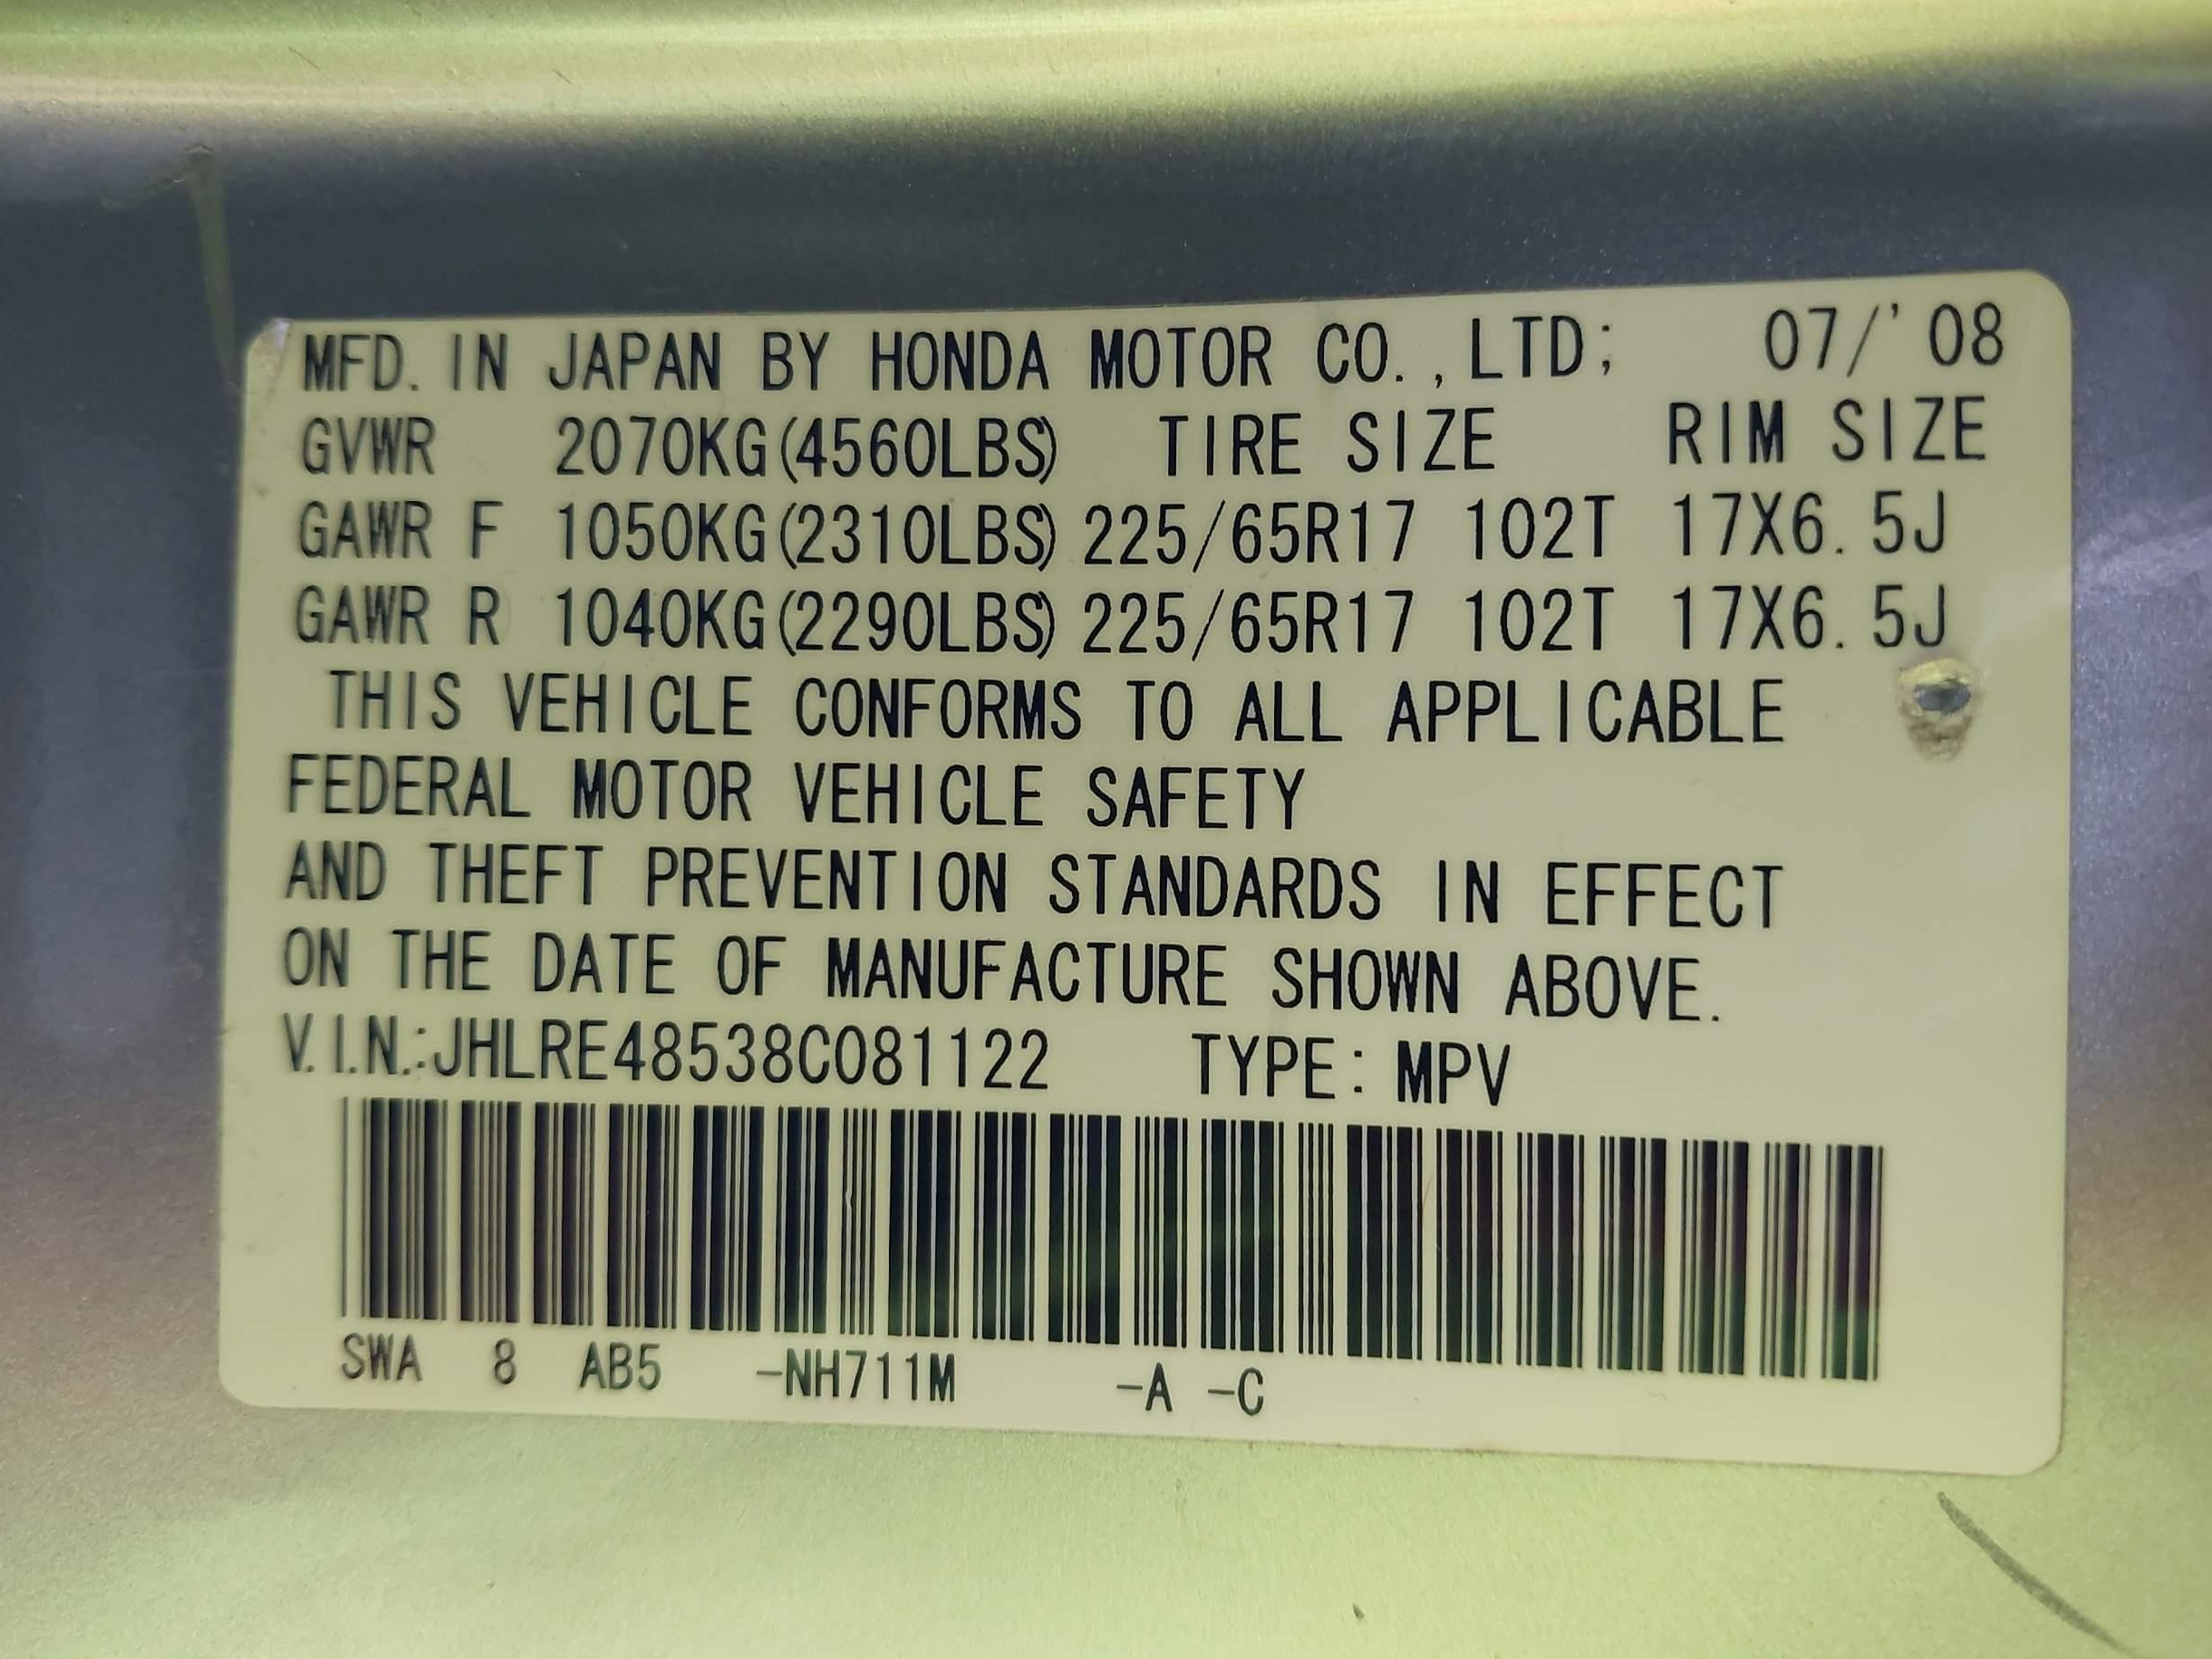 MFD. IN JAPAN BY HONDA MOTOR CO.,LTD; 07/'08
GVWR 2070KG(4560LBS) TIRE SIZE RIM SIZE
GAWR F 1050KG(2310LBS) 225/65R17 102T 17X6.5J
GAWR R 1040KG(2290LBS) 225/65R17 102T 17X6.5J
THIS VEHICLE CONFORMS TO ALL APPLICABLE
FEDERAL MOTOR VEHICLE SAFETY
AND THEFT PREVENTION STANDARDS IN EFFECT
ON THE DATE OF MANUFACTURE SHOWN ABOVE.
V.I.N.:JHLRE48538C081122 TYPE: MPV
SWA 8 AB5 -NH711M -A -C